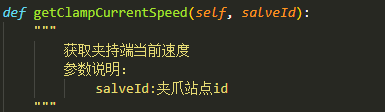 def getClampCurrentSpeed(self, salveId):
"""
获取夹持端当前速度
参数说明:
salveId:夹爪站点id
"""